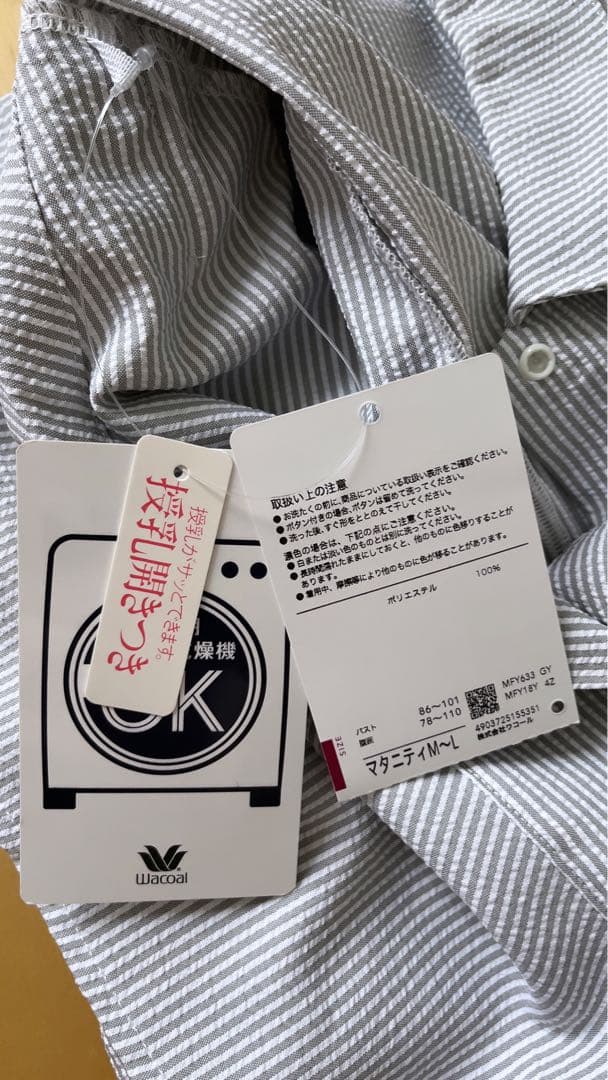 授乳がサッとできます。
授乳開きつき
燥機
OK
Wacoal
取扱い上の注意
●お洗たくの前に、商品についている取扱い表示をご確認ください。
●ボタン付きの場合、ボタンは留めて洗ってください。
●洗った後、すぐ形をととのえて干してください。
濃色の場合は、下記の点にご注意ください。
●白または淡い色のものとは別に洗ってください。
●長時間濡れたままにしておくと、他のものに色移りすることが
あります。
●着用中、摩擦等により他のものに色が移ることがあります。
ポリエステル 100%
SIZE
バスト 86〜101
腹囲 78〜110
マタニティM〜L
MFY633 GY
MFY18Y 4Z
4903725155351
株式会社ワコール